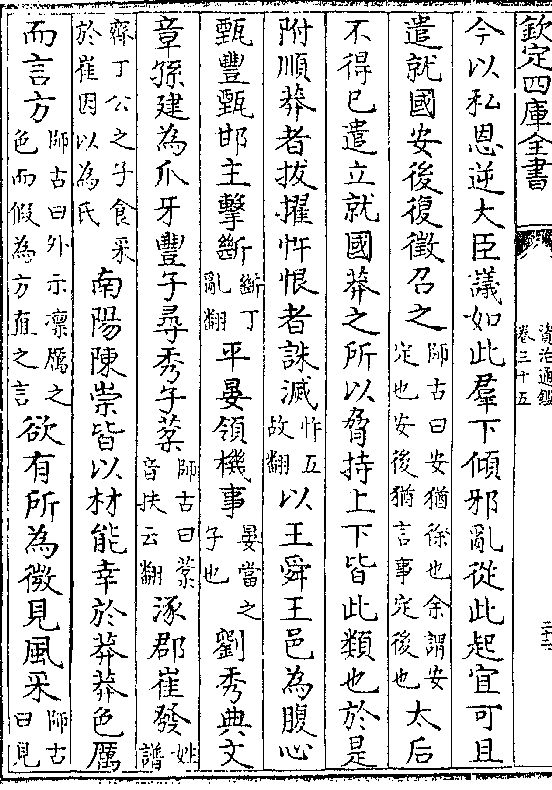 欽定四庫全書
資治通鑑
卷三十五
今以私恩逆大臣議如此羣下傾邪亂從此起宜可且
遣就國安後復徵召之師古曰安猶徐也余謂安定也安後猶言事定後也太后
不得已遣立就國莽之所以脅持上下皆此類也於是
附順莽者拔擢忤恨者誅滅忤五故翻以王舜王邑為腹心
甄豐甄邯主擊斷斷丁亂翻平晏領機事晏當之子也劉秀典文
章孫建為爪牙豐子尋秀子棻師古曰棻音扶云翻涿郡崔發姓譜
齊丁公之子食采於崔因以為氏南陽陳崇皆以材能幸於莽莽色厲
而言方師古曰外示凛厲之色而假為方直之言欲有所為微見風采師古曰見